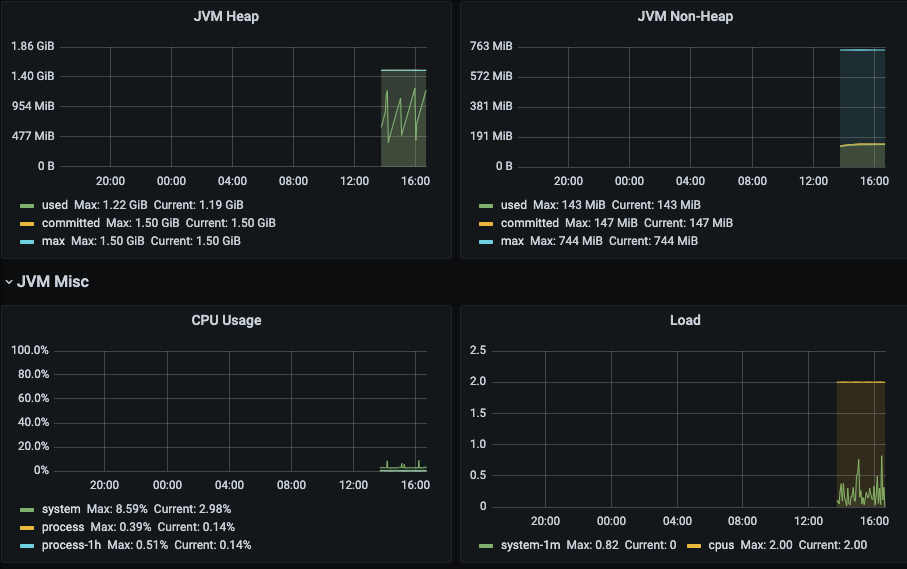 JVM Heap
1.86 GiB
1.40 GiB
954 MiB
477 MiB
0 B
20:00 00:00 04:00 08:00 12:00 16:00
used Max: 1.22 GiB Current: 1.19 GiB
committed Max: 1.50 GiB Current: 1.50 GiB
max Max: 1.50 GiB Current: 1.50 GiB
JVM Non-Heap
763 MiB
572 MiB
381 MiB
191 MiB
0 B
20:00 00:00 04:00 08:00 12:00 16:00
used Max: 143 MiB Current: 143 MiB
committed Max: 147 MiB Current: 147 MiB
max Max: 744 MiB Current: 744 MiB
JVM Misc
CPU Usage
100.0%
80.0%
60.0%
40.0%
20.0%
0%
20:00 00:00 04:00 08:00 12:00 16:00
system Max: 8.59% Current: 2.98%
process Max: 0.39% Current: 0.14%
process-1h Max: 0.51% Current: 0.14%
Load
2.5
2.0
1.5
1.0
0.5
0
20:00 00:00 04:00 08:00 12:00 16:00
system-1m Max: 0.82 Current: 0 cpus Max: 2.00 Current: 2.00